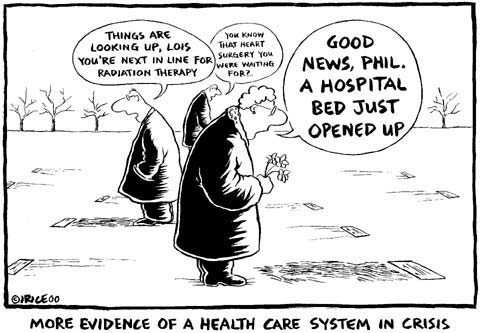 THINGS ARE
LOOKING UP, LOIS
YOU'RE NEXT IN LINE FOR
RADIATION THERAPY
YOU KNOW
THAT HEART
SURGERY YOU
WERE WAITING
FOR?..
GOOD
NEWS, PHIL.
A HOSPITAL
BED JUST
OPENED UP
©IRICE00
MORE EVIDENCE OF A HEALTH CARE SYSTEM IN CRISIS